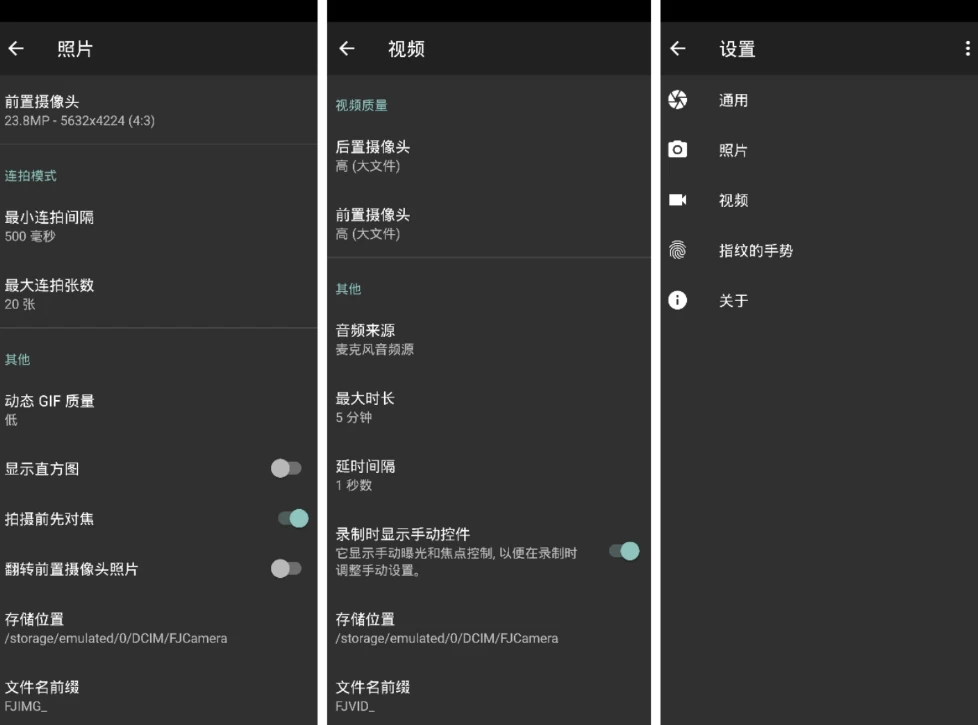 照片
前置摄像头
23.8MP - 5632x4224 (4:3)
连拍模式
最小连拍间隔
500 毫秒
最大连拍张数
20 张
其他
动态 GIF 质量
低
显示直方图
拍摄前先对焦
翻转前置摄像头照片
存储位置
/storage/emulated/0/DCIM/FJCamera
文件名前缀
FJIMG_
视频
视频质量
后置摄像头
高 (大文件)
前置摄像头
高 (大文件)
其他
音频来源
麦克风音频源
最大时长
5 分钟
延时间隔
1 秒数
录制时显示手动控件
它显示手动曝光和焦点控制, 以便在录制时
调整手动设置。
存储位置
/storage/emulated/0/DCIM/FJCamera
文件名前缀
FJVID_
设置
通用
照片
视频
指纹的手势
关于